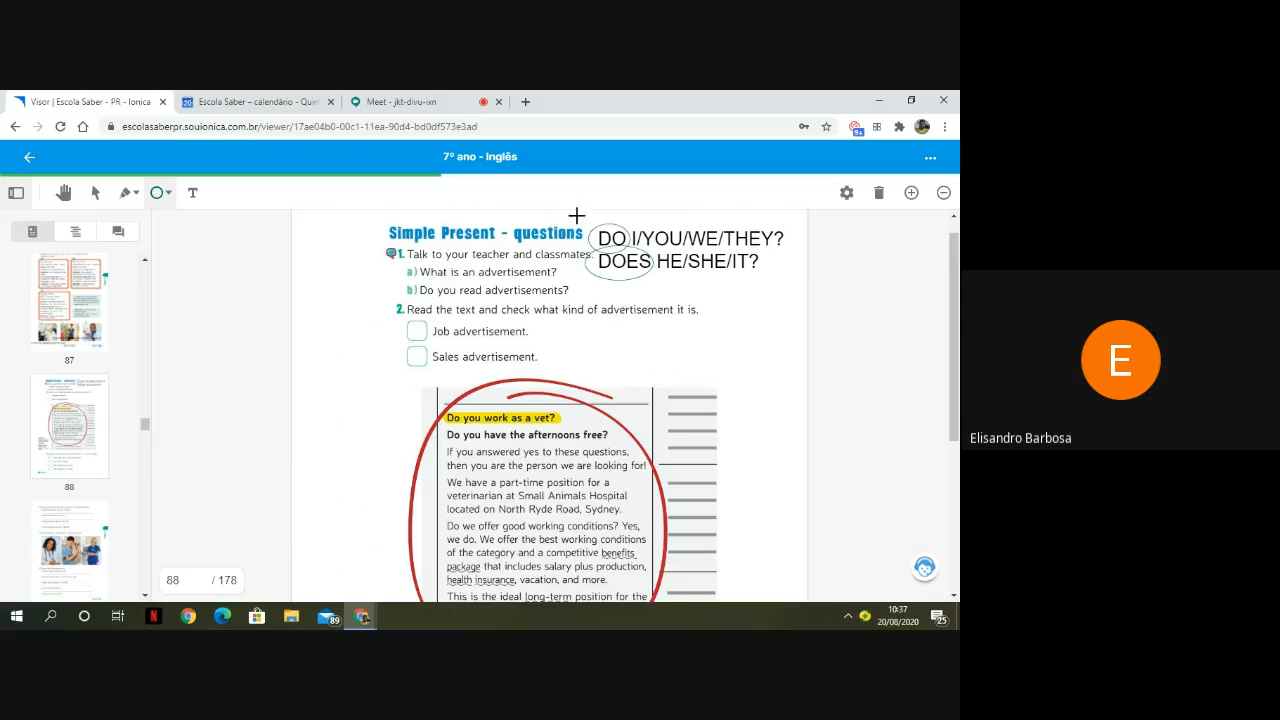 Visor | Escola Saber - PR - Ionica
Escola Saber – calendário - Quin
Meet - jkt-divu-ixn
escolasaberpr.souionica.com.br/viewer/17ae04b0-00c1-11ea-90d4-bd0df573e3ad
9+
7º ano - Inglês
T
Simple Present - questions
DO I/YOU/WE/THEY?
1. Talk to your teacher and classmates.
DOES HE/SHE/IT?
a) What is an advertisement?
b) Do you read advertisements?
2. Read the text and check what kind of advertisement it is.
Job advertisement.
Sales advertisement.
Do you work as a vet?
Do you have the afternoons free?
If you answered yes to these questions,
then you are the person we are looking for!
We have a part-time position for a
veterinarian at Small Animals Hospital
located on North Ryde Road, Sydney.
Do we offer good working conditions? Yes,
we do. We offer the best working conditions
of the category and a competitive benefits
package that includes salary plus production,
health insurance, vacation, and more.
This is the ideal long-term position for the
87
88
88 / 176
E
Elisandro Barbosa
N
89
10:37
20/08/2020
25